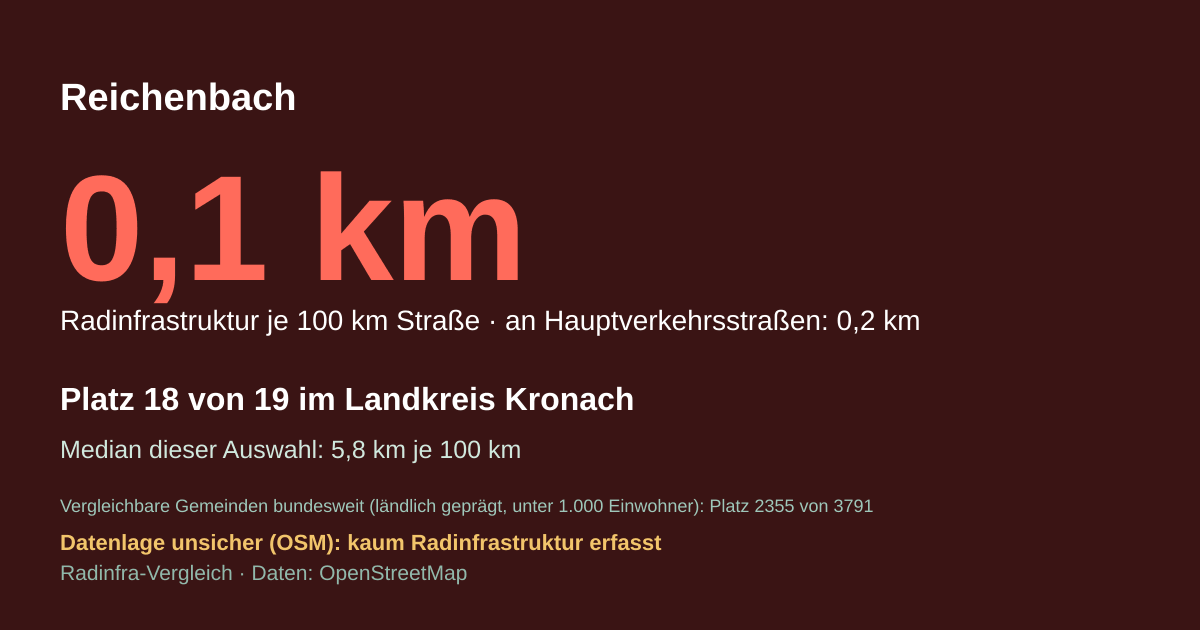 Reichenbach
0,1 km
Radinfrastruktur je 100 km Straße · an Hauptverkehrsstraßen: 0,2 km
Platz 18 von 19 im Landkreis Kronach
Median dieser Auswahl: 5,8 km je 100 km
Vergleichbare Gemeinden bundesweit (ländlich geprägt, unter 1.000 Einwohner): Platz 2355 von 3791
Datenlage unsicher (OSM): kaum Radinfrastruktur erfasst
Radinfra-Vergleich · Daten: OpenStreetMap